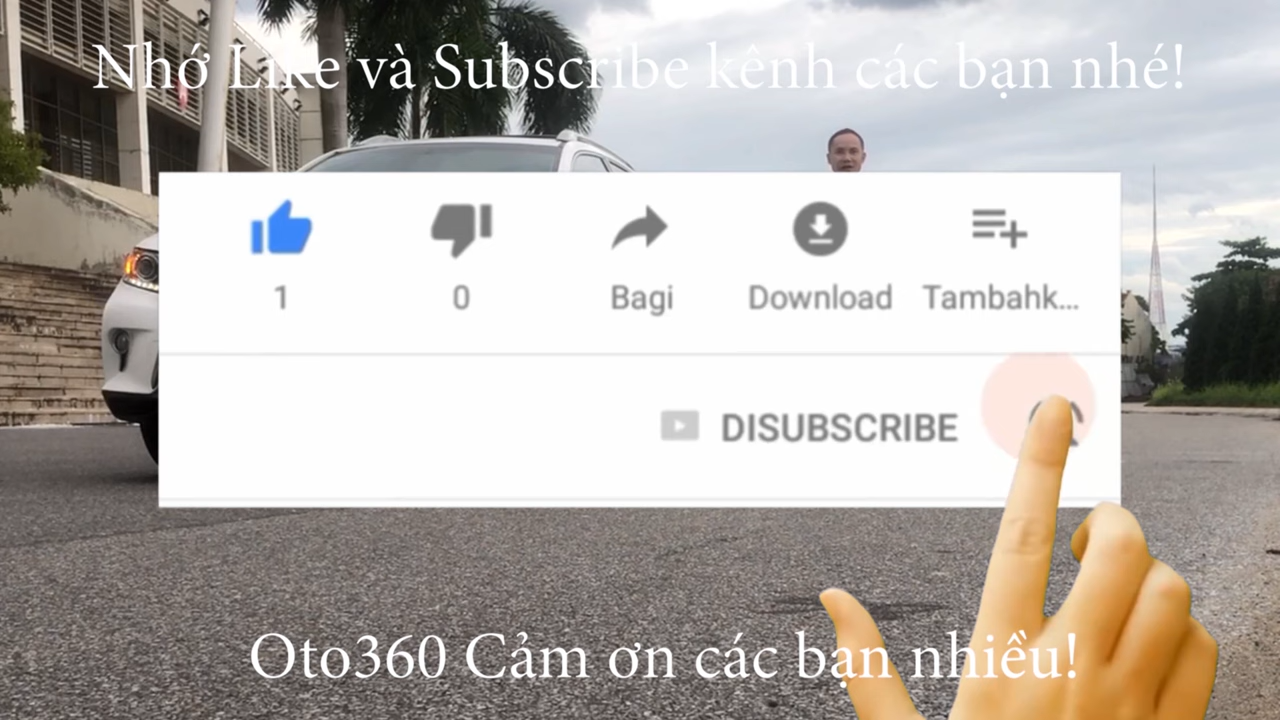 Nhớ Like và Subscribe kênh các bạn nhé!
1
0
Bagi
Download
Tambahk...
DISUBSCRIBE
Oto360 Cảm ơn các bạn nhiều!